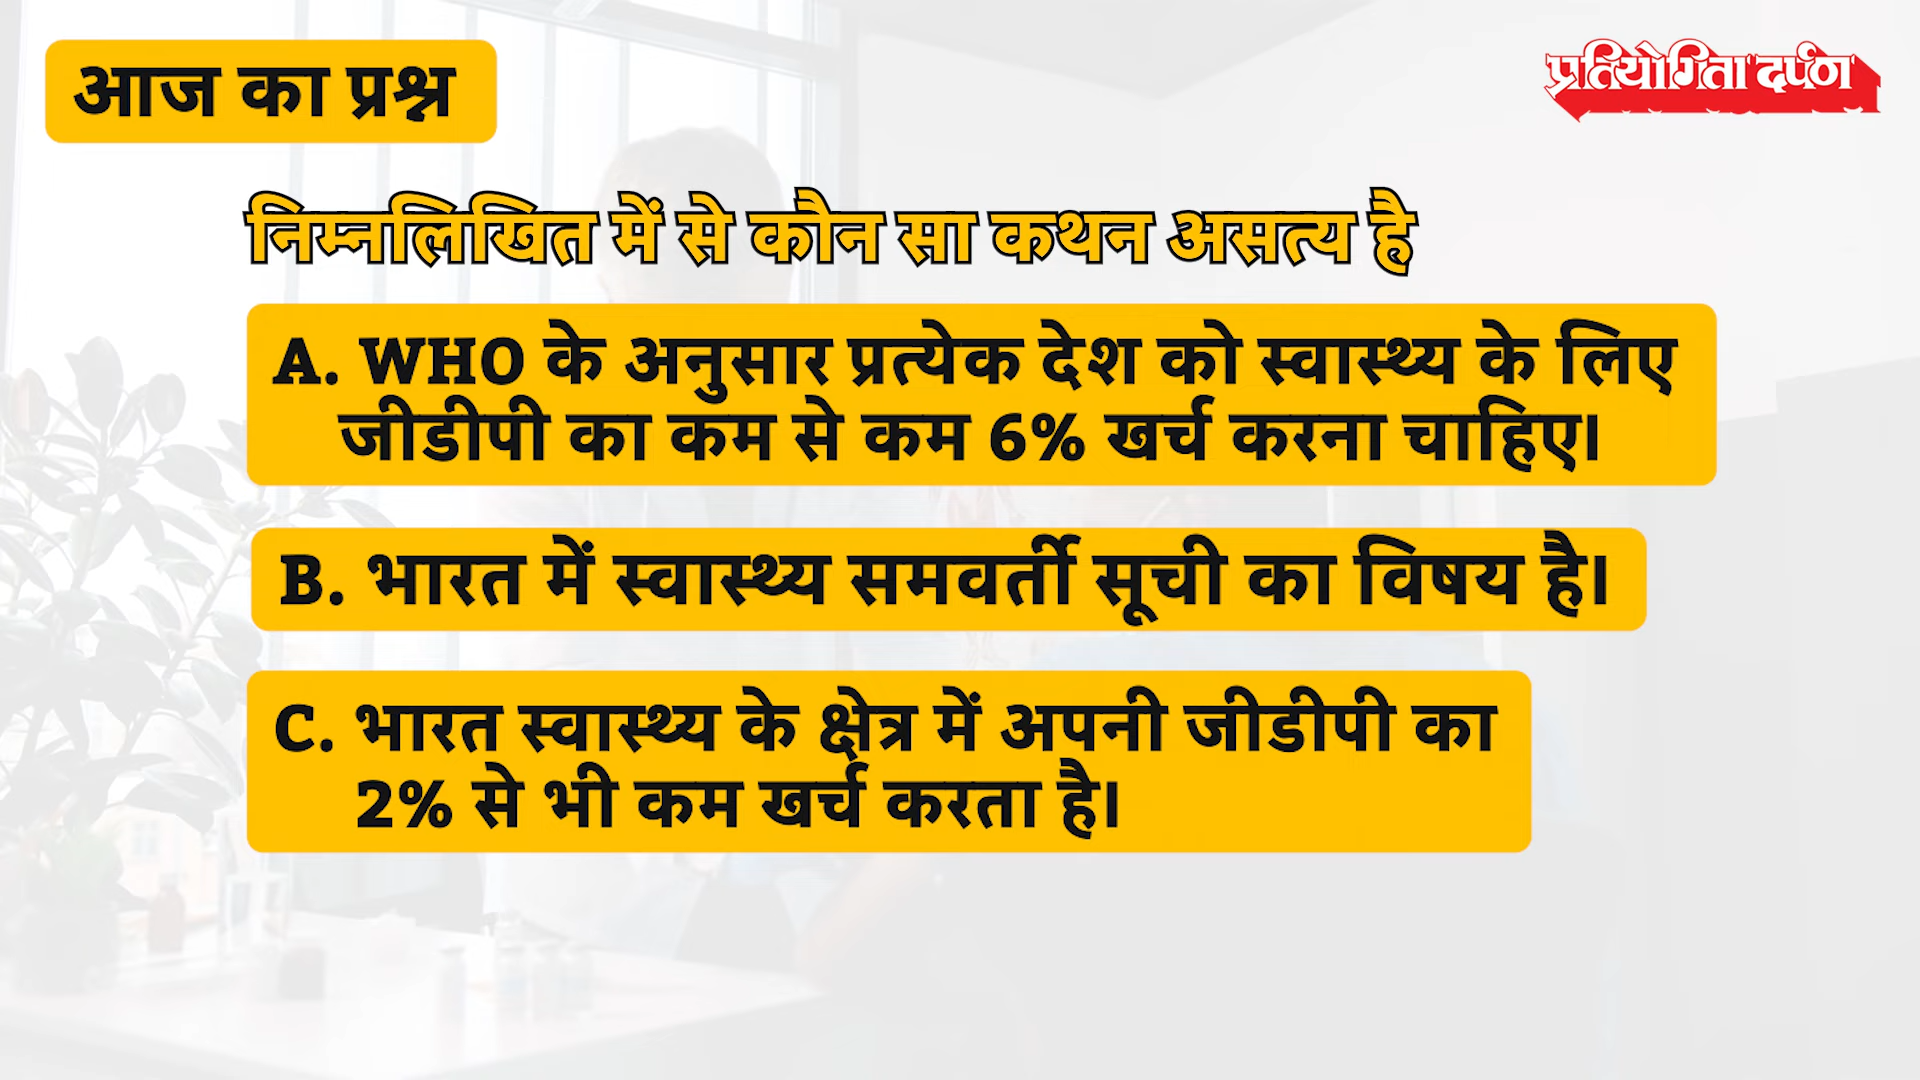 आज का प्रश्न
प्रतियोगिता दर्पण
निम्नलिखित में से कौन सा कथन असत्य है
A. WHO के अनुसार प्रत्येक देश को स्वास्थ्य के लिए
जीडीपी का कम से कम 6% खर्च करना चाहिए।
B. भारत में स्वास्थ्य समवर्ती सूची का विषय है।
C. भारत स्वास्थ्य के क्षेत्र में अपनी जीडीपी का
2% से भी कम खर्च करता है।